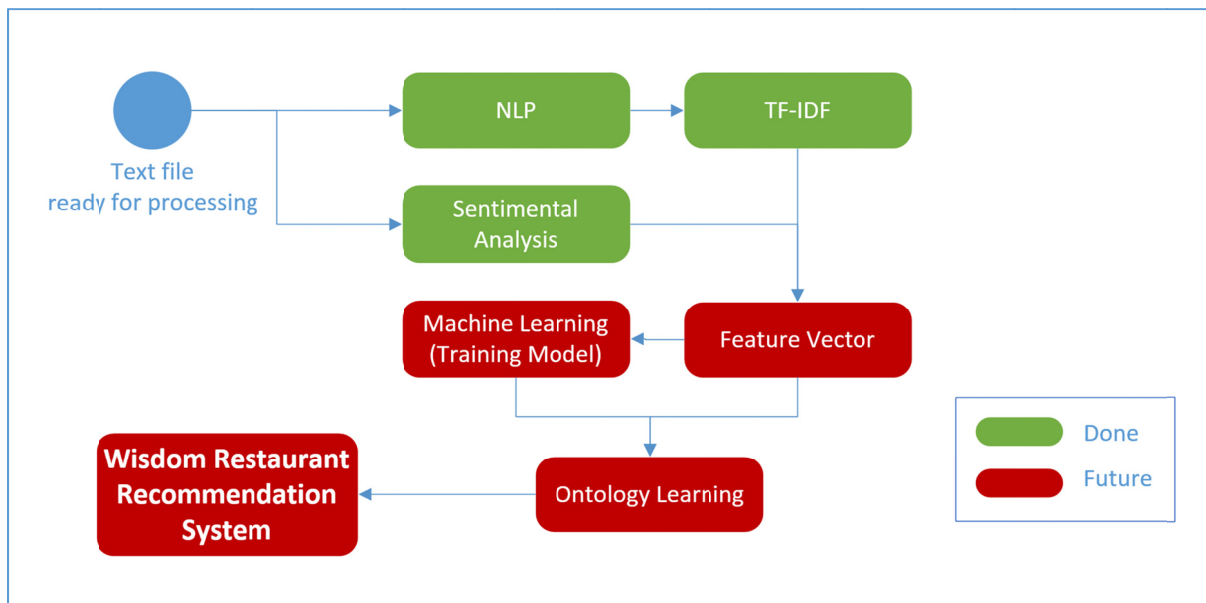 Text file
ready for processing
NLP
TF-IDF
Sentimental
Analysis
Machine Learning
(Training Model)
Feature Vector
Wisdom Restaurant
Recommendation
System
Ontology Learning
Done
Future